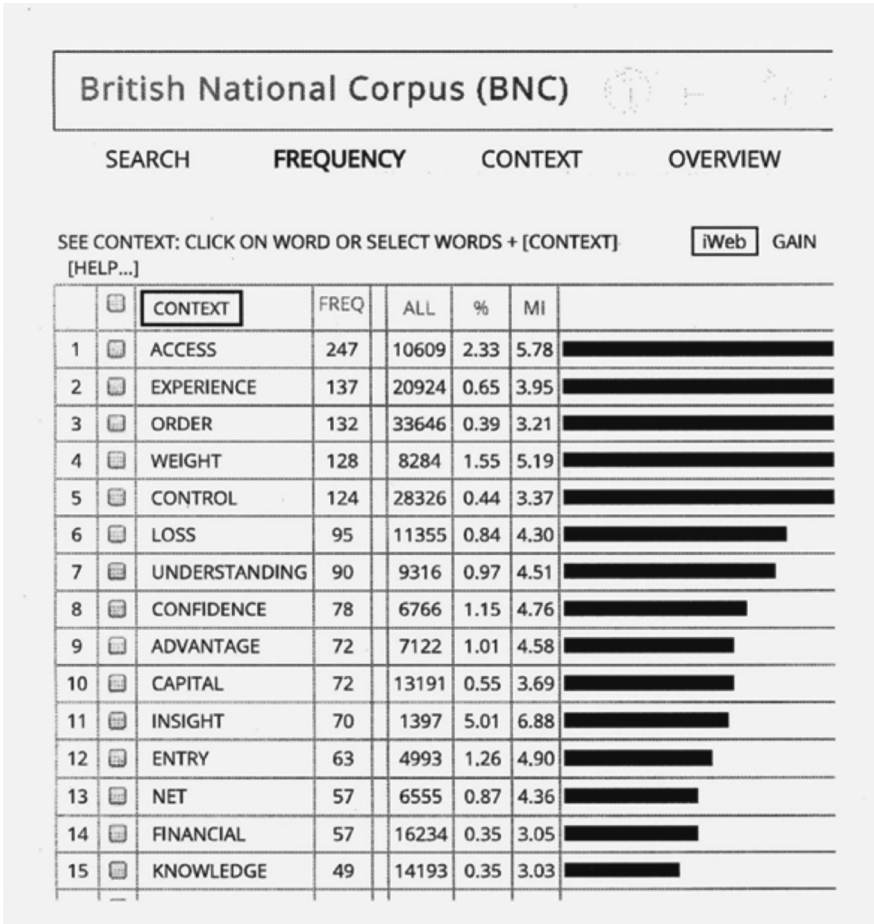 British National Corpus (BNC)
SEARCH FREQUENCY CONTEXT OVERVIEW
SEE CONTEXT: CLICK ON WORD OR SELECT WORDS + [CONTEXT] iWeb GAIN
[HELP...]
CONTEXT FREQ ALL % MI
1 ACCESS 247 10609 2.33 5.78
2 EXPERIENCE 137 20924 0.65 3.95
3 ORDER 132 33646 0.39 3.21
4 WEIGHT 128 8284 1.55 5.19
5 CONTROL 124 28326 0.44 3.37
6 LOSS 95 11355 0.84 4.30
7 UNDERSTANDING 90 9316 0.97 4.51
8 CONFIDENCE 78 6766 1.15 4.76
9 ADVANTAGE 72 7122 1.01 4.58
10 CAPITAL 72 13191 0.55 3.69
11 INSIGHT 70 1397 5.01 6.88
12 ENTRY 63 4993 1.26 4.90
13 NET 57 6555 0.87 4.36
14 FINANCIAL 57 16234 0.35 3.05
15 KNOWLEDGE 49 14193 0.35 3.03